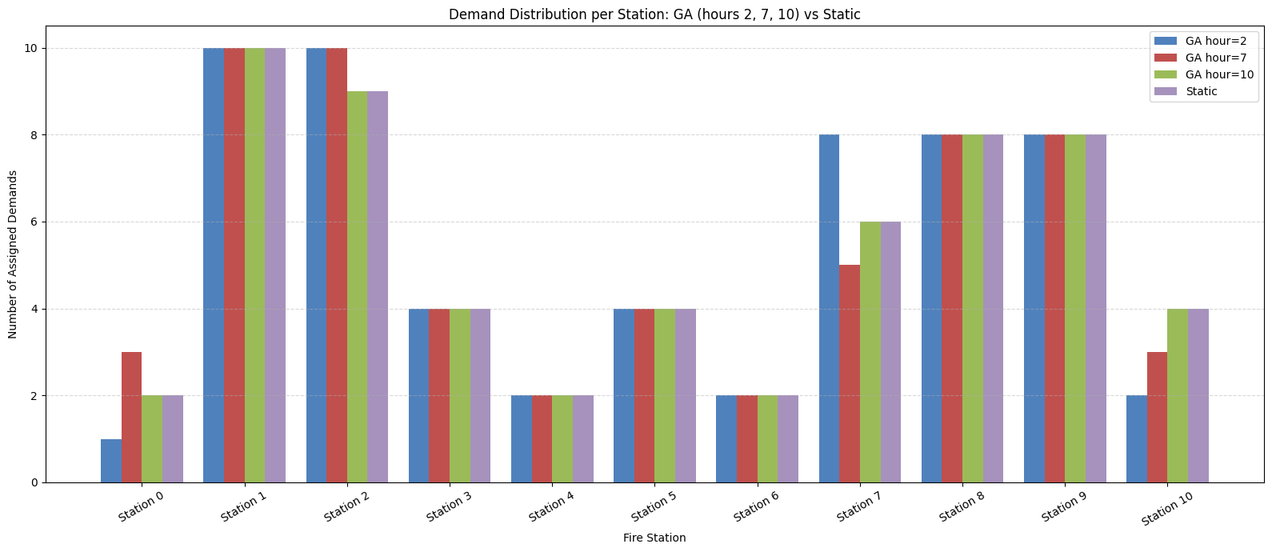 Demand Distribution per Station: GA (hours 2, 7, 10) vs Static
GA hour=2
GA hour=7
GA hour=10
Static
Number of Assigned Demands
10
8
6
4
2
0
Station 0
Station 1
Station 2
Station 3
Station 4
Station 5
Station 6
Station 7
Station 8
Station 9
Station 10
Fire Station